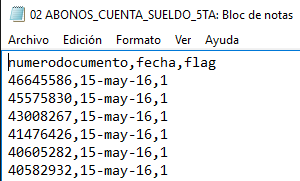 02 ABONOS_CUENTA_SUELDO_5TA: Bloc de notas
Archivo Edición Formato Ver Ayuda
numerodocumento,fecha,flag
46645586,15-may-16,1
45575830,15-may-16,1
43008267,15-may-16,1
41476426,15-may-16,1
40605282,15-may-16,1
40582932,15-may-16,1